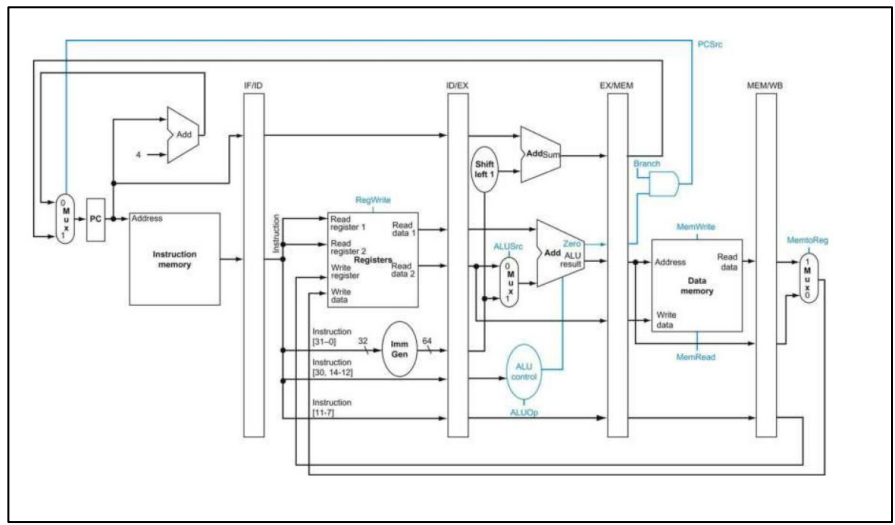 PCSrc
IF/ID
ID/EX
EX/MEM
MEM/WB
Add
4
Shift
left 1
AddSum
Branch
0
M
u
x
1
PC
Address
Instruction
memory
Instruction
RegWrite
Read
register 1
Read
data 1
Read
register 2
Registers
Write
register
Read
data 2
Write
data
ALUSrc
0
M
u
x
1
Zero
Add
ALU
result
MemWrite
Address
Read
data
Data
memory
Write
data
MemRead
MemtoReg
1
M
u
x
0
Instruction
[31–0]
32
Imm
Gen
64
Instruction
[30, 14-12]
ALU
control
ALUOp
Instruction
[11-7]